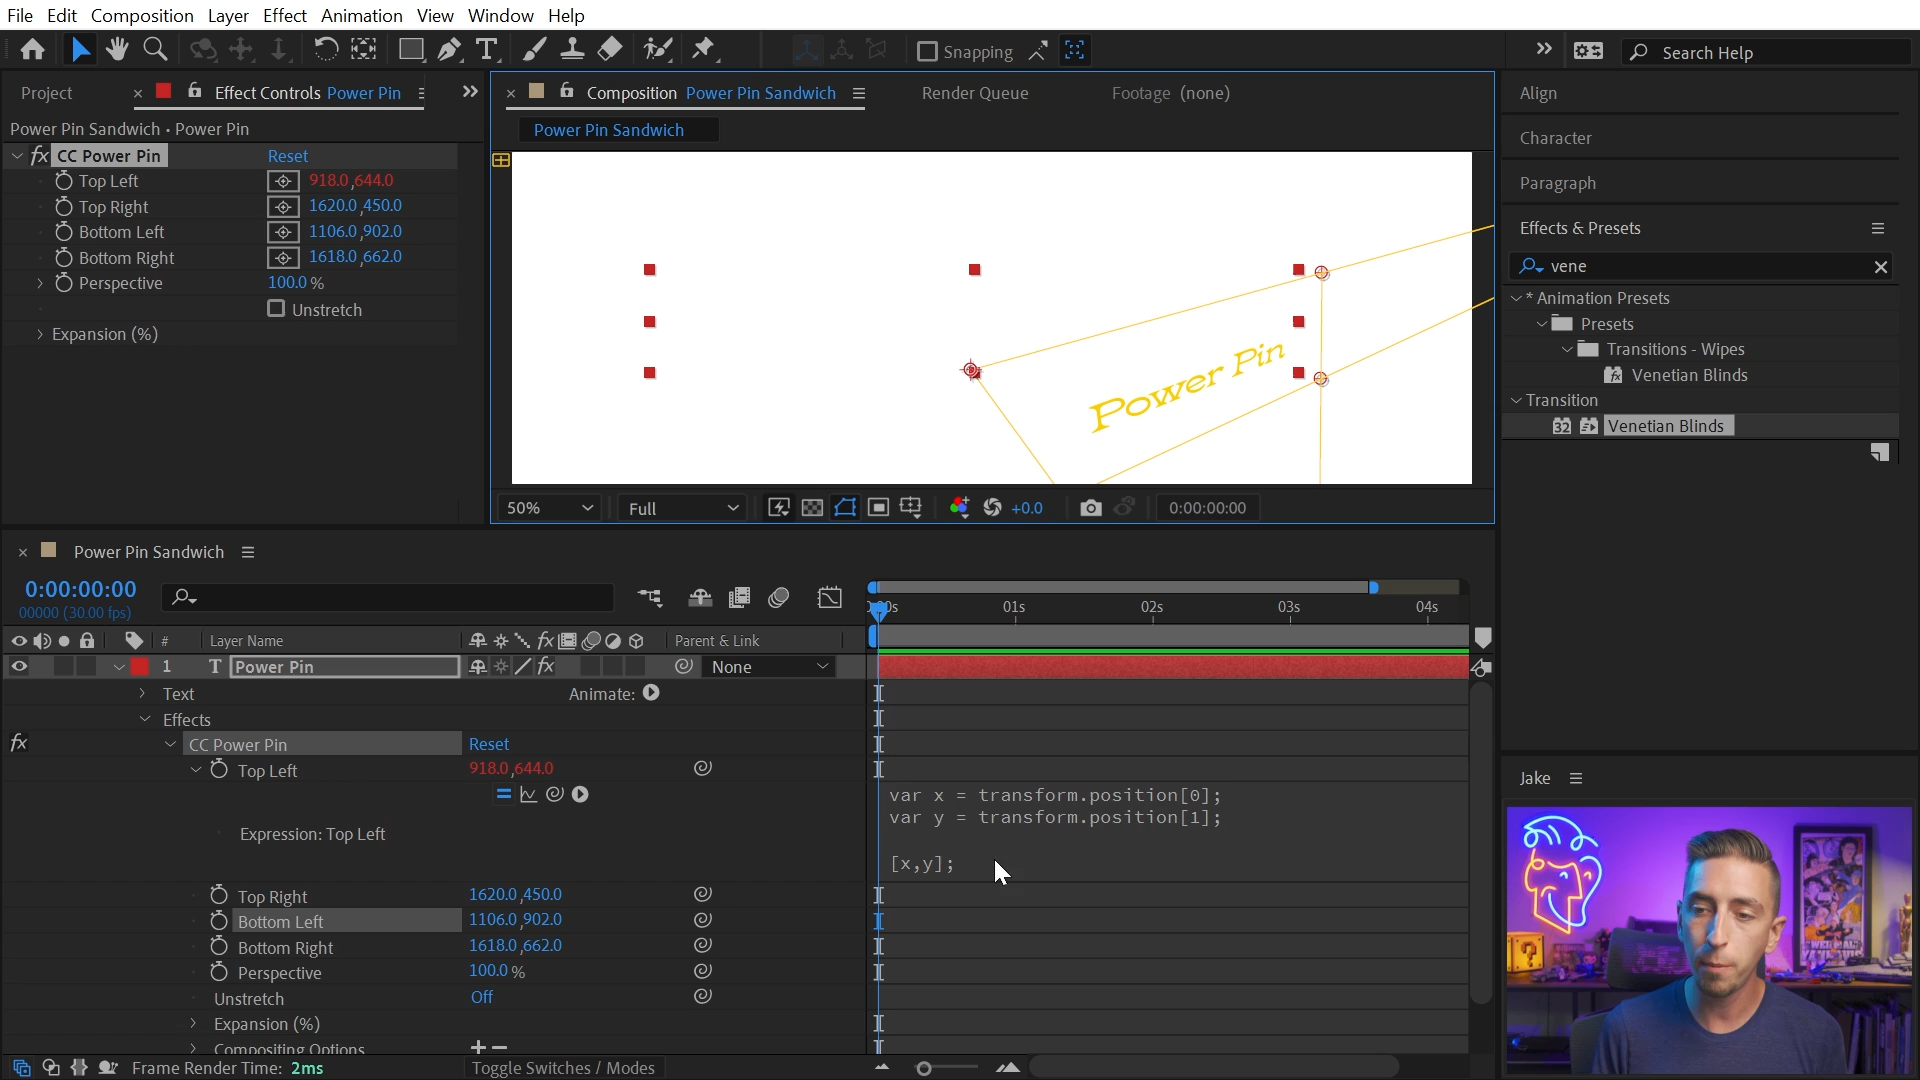 File Edit Composition Layer Effect Animation View Window Help
Snapping
Search Help
Project
Effect Controls Power Pin
Power Pin Sandwich • Power Pin
fx CC Power Pin Reset
Top Left 918.0,644.0
Top Right 1620.0,450.0
Bottom Left 1106.0,902.0
Bottom Right 1618.0,662.0
Perspective 100.0 %
Unstretch
Expansion (%)
Composition Power Pin Sandwich
Render Queue
Footage (none)
Power Pin Sandwich
Power Pin
50% Full +0.0 0:00:00:00
Align
Character
Paragraph
Effects & Presets
vene
* Animation Presets
Presets
Transitions - Wipes
Venetian Blinds
Transition
32 Venetian Blinds
Power Pin Sandwich
0:00:00:00
00000 (30.00 fps)
01s 02s 03s 04s
# Layer Name fx Parent & Link
1 T Power Pin fx None
Text Animate:
Effects
fx CC Power Pin Reset
Top Left 918.0,644.0
Expression: Top Left
var x = transform.position[0];
var y = transform.position[1];
[x,y];
Top Right 1620.0,450.0
Bottom Left 1106.0,902.0
Bottom Right 1618.0,662.0
Perspective 100.0 %
Unstretch Off
Expansion (%)
Compositing Options + −
Frame Render Time: 2ms
Toggle Switches / Modes
Jake